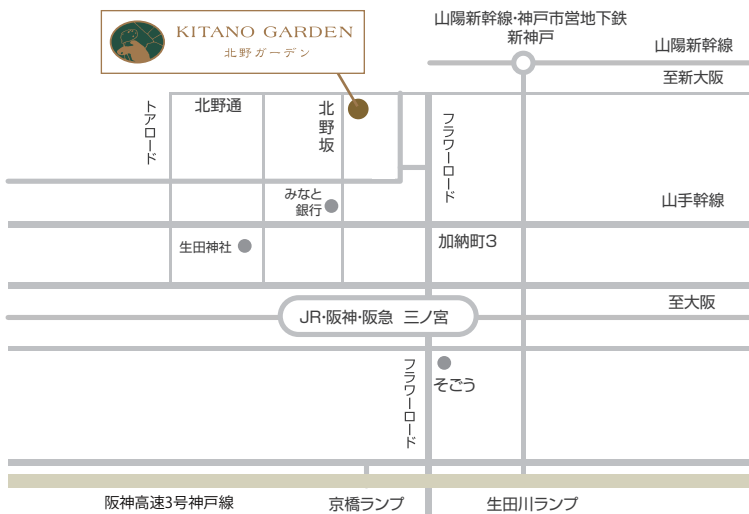 KITANO GARDEN
北野ガーデン
山陽新幹線・神戸市営地下鉄
新神戸
山陽新幹線
至新大阪
トアロード
北野通
北野坂
フラワーロード
みなと
銀行
山手幹線
生田神社
加納町3
至大阪
JR・阪神・阪急 三ノ宮
フラワーロード
そごう
阪神高速3号神戸線
京橋ランプ
生田川ランプ